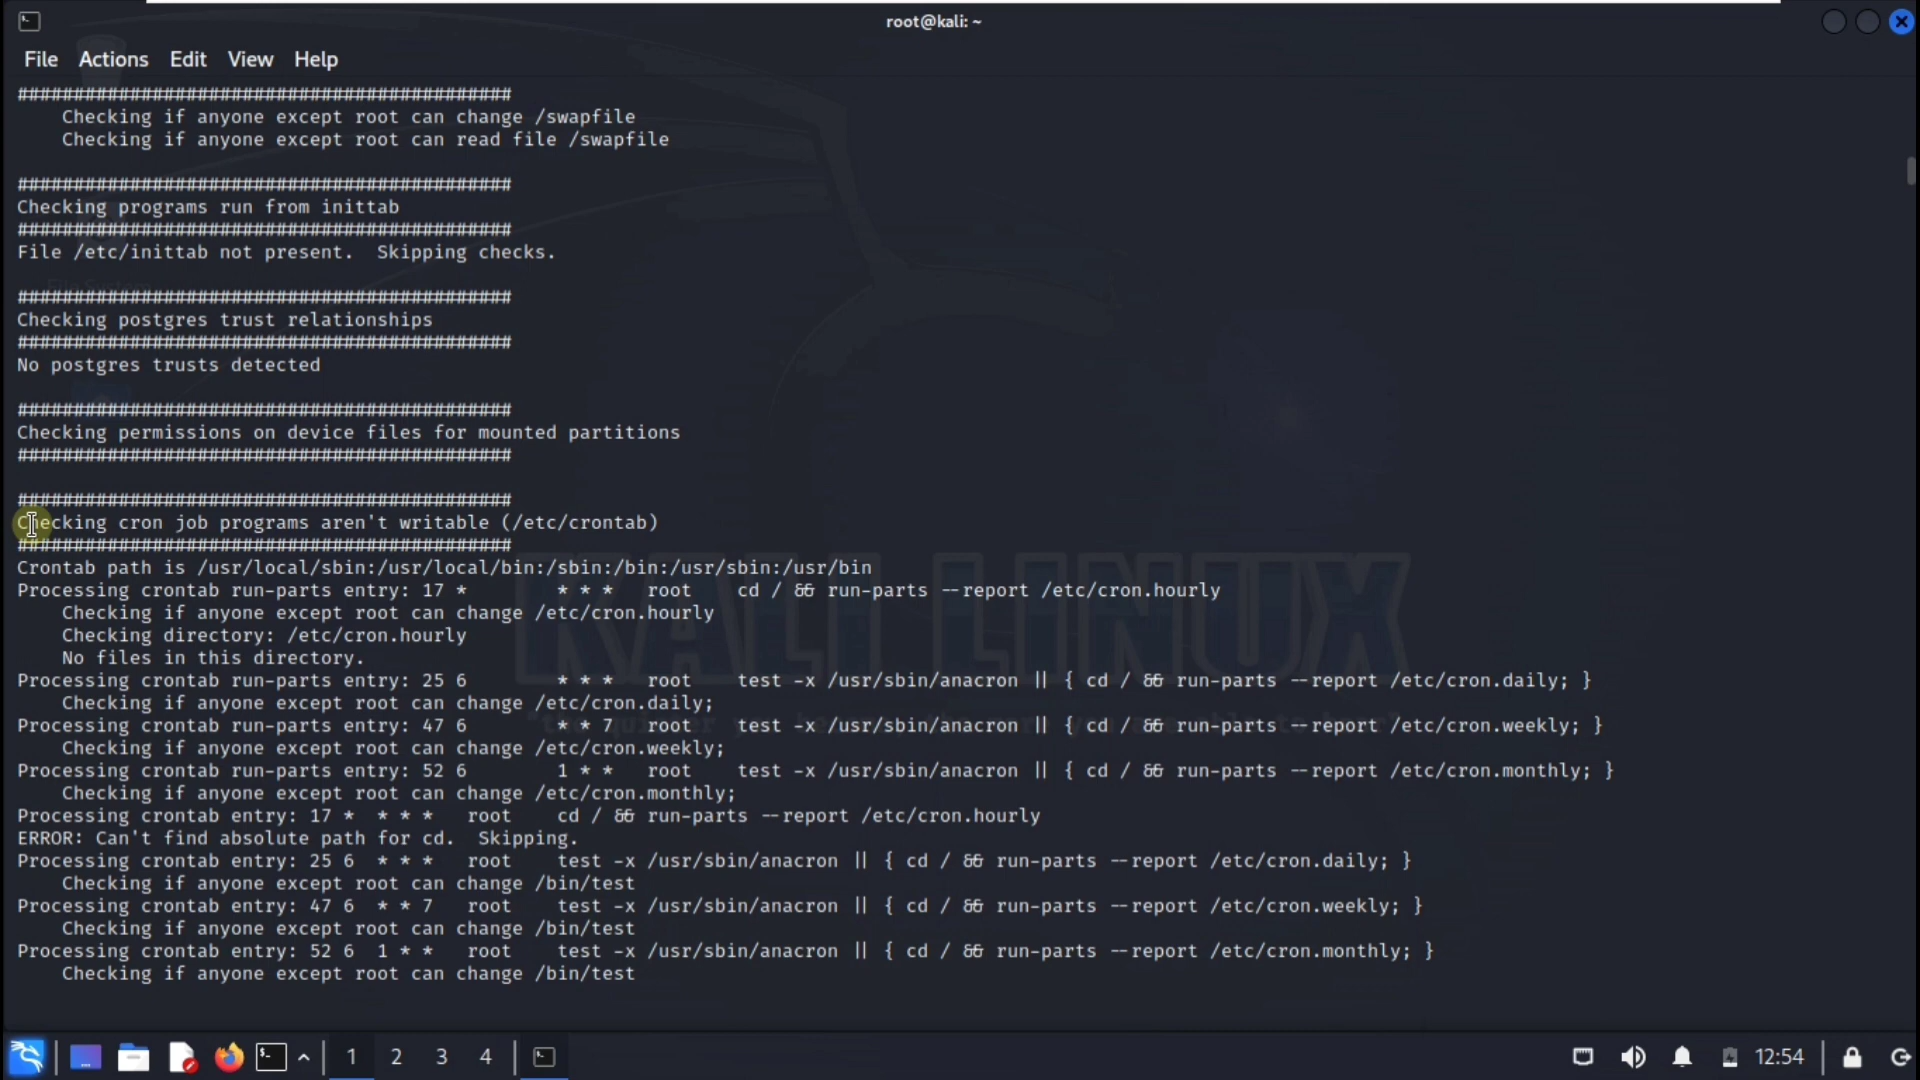 root@kali: ~
File Actions Edit View Help
############################################
Checking if anyone except root can change /swapfile
Checking if anyone except root can read file /swapfile
############################################
Checking programs run from inittab
############################################
File /etc/inittab not present.  Skipping checks.
############################################
Checking postgres trust relationships
############################################
No postgres trusts detected
############################################
Checking permissions on device files for mounted partitions
############################################
############################################
Checking cron job programs aren't writable (/etc/crontab)
############################################
Crontab path is /usr/local/sbin:/usr/local/bin:/sbin:/bin:/usr/sbin:/usr/bin
Processing crontab run-parts entry: 17 *        * * *   root    cd / && run-parts --report /etc/cron.hourly
Checking if anyone except root can change /etc/cron.hourly
Checking directory: /etc/cron.hourly
No files in this directory.
Processing crontab run-parts entry: 25 6        * * *   root    test -x /usr/sbin/anacron || { cd / && run-parts --report /etc/cron.daily; }
Checking if anyone except root can change /etc/cron.daily;
Processing crontab run-parts entry: 47 6        * * 7   root    test -x /usr/sbin/anacron || { cd / && run-parts --report /etc/cron.weekly; }
Checking if anyone except root can change /etc/cron.weekly;
Processing crontab run-parts entry: 52 6        1 * *   root    test -x /usr/sbin/anacron || { cd / && run-parts --report /etc/cron.monthly; }
Checking if anyone except root can change /etc/cron.monthly;
Processing crontab entry: 17 *  * * *   root    cd / && run-parts --report /etc/cron.hourly
ERROR: Can't find absolute path for cd.  Skipping.
Processing crontab entry: 25 6  * * *   root    test -x /usr/sbin/anacron || { cd / && run-parts --report /etc/cron.daily; }
Checking if anyone except root can change /bin/test
Processing crontab entry: 47 6  * * 7   root    test -x /usr/sbin/anacron || { cd / && run-parts --report /etc/cron.weekly; }
Checking if anyone except root can change /bin/test
Processing crontab entry: 52 6  1 * *   root    test -x /usr/sbin/anacron || { cd / && run-parts --report /etc/cron.monthly; }
Checking if anyone except root can change /bin/test
KALI LINUX
1 2 3 4 12:54